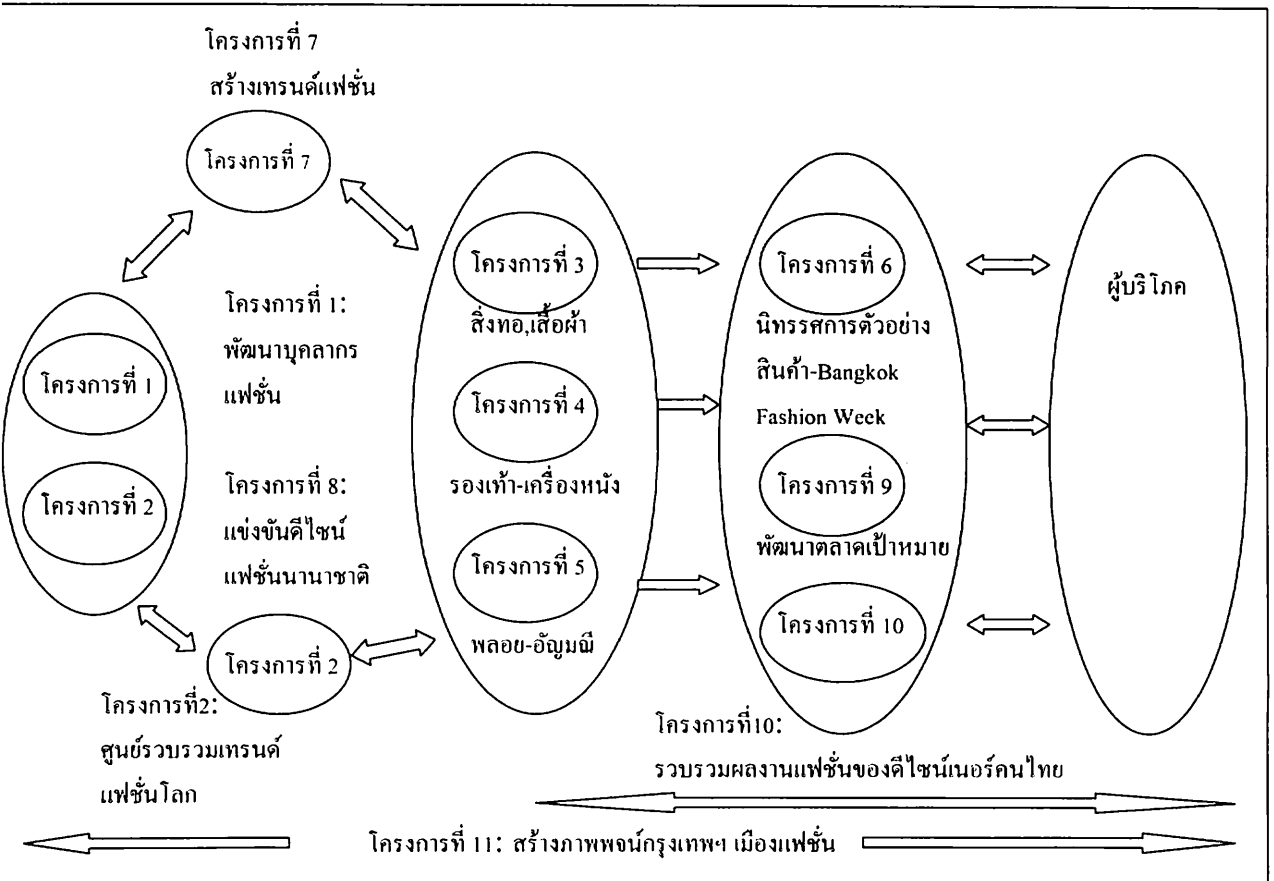 โครงการที่ 7
สร้างเทรนด์แฟชั่น
โครงการที่ 7
โครงการที่ 1:
พัฒนาบุคลากร
แฟชั่น
โครงการที่ 1
โครงการที่ 2
โครงการที่ 8:
แข่งขันดีไซน์
แฟชั่นนานาชาติ
โครงการที่ 2
โครงการที่2:
ศูนย์รวบรวมเทรนด์
แฟชั่นโลก
โครงการที่ 3
สิ่งทอ,เสื้อผ้า
โครงการที่ 4
รองเท้า-เครื่องหนัง
โครงการที่ 5
พลอย-อัญมณี
โครงการที่ 6
นิทรรศการตัวอย่าง
สินค้า-Bangkok
Fashion Week
โครงการที่ 9
พัฒนาตลาดเป้าหมาย
โครงการที่ 10
ผู้บริโภค
โครงการที่10:
รวบรวมผลงานแฟชั่นของดีไซน์เนอร์คนไทย
โครงการที่ 11: สร้างภาพพจน์กรุงเทพฯ เมืองแฟชั่น